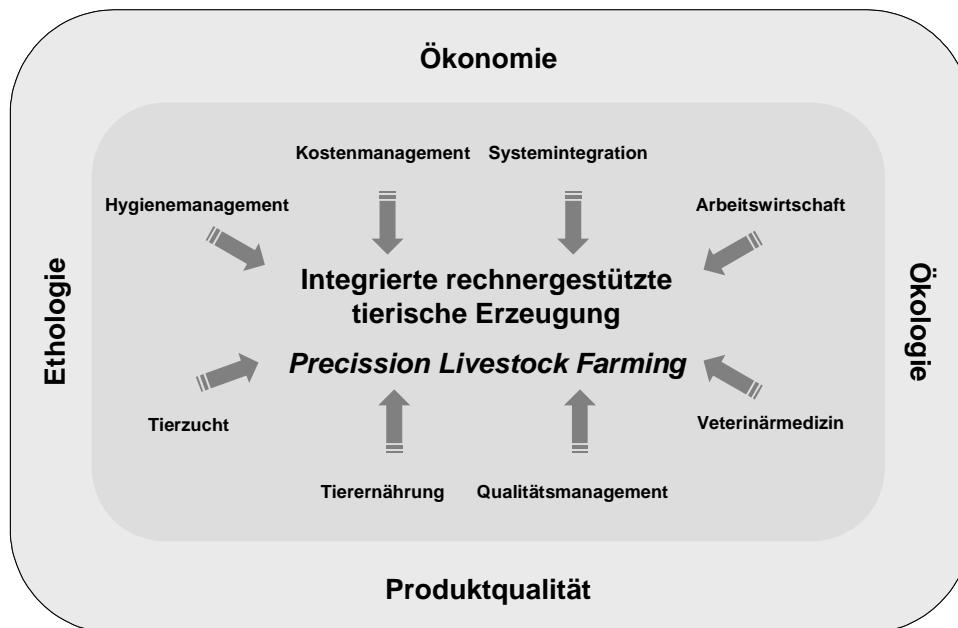 Ökonomie
Kostenmanagement
Systemintegration
Hygienemanagement
Arbeitswirtschaft
Integrierte rechnergestützte
tierische Erzeugung
Precission Livestock Farming
Ethologie
Ökologie
Tierzucht
Veterinärmedizin
Tierernährung
Qualitätsmanagement
Produktqualität